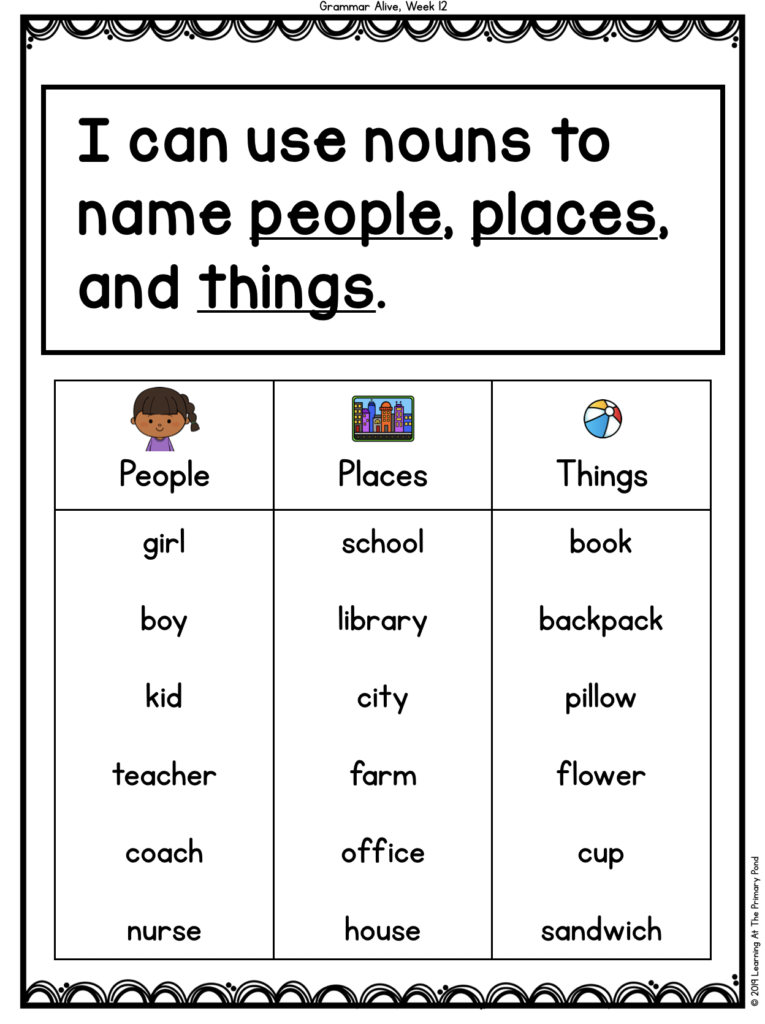 Grammar Alive, Week 12
I can use nouns to
name people, places,
and things.
People Places Things
girl school book
boy library backpack
kid city pillow
teacher farm flower
coach office cup
nurse house sandwich
© 2019 Learning At The Primary Pond